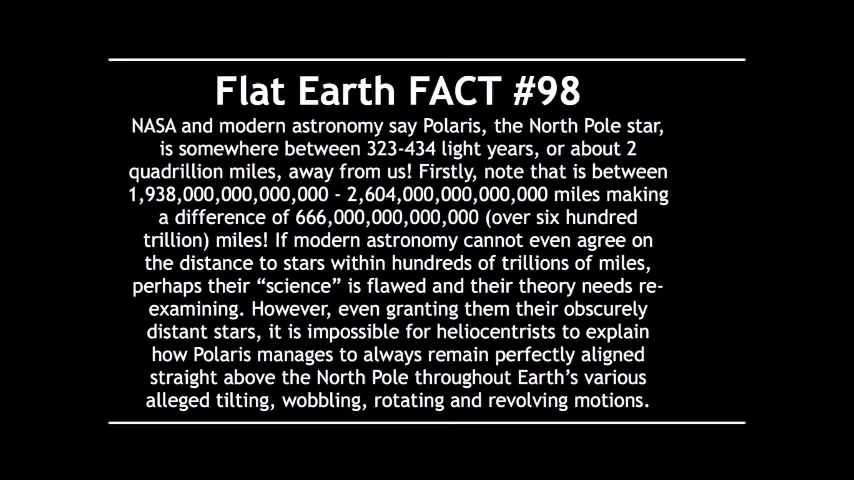 Flat Earth FACT #98
NASA and modern astronomy say Polaris, the North Pole star,
is somewhere between 323-434 light years, or about 2
quadrillion miles, away from us! Firstly, note that is between
1,938,000,000,000,000 - 2,604,000,000,000,000 miles making
a difference of 666,000,000,000,000 (over six hundred
trillion) miles! If modern astronomy cannot even agree on
the distance to stars within hundreds of trillions of miles,
perhaps their “science” is flawed and their theory needs re-
examining. However, even granting them their obscurely
distant stars, it is impossible for heliocentrists to explain
how Polaris manages to always remain perfectly aligned
straight above the North Pole throughout Earth’s various
alleged tilting, wobbling, rotating and revolving motions.